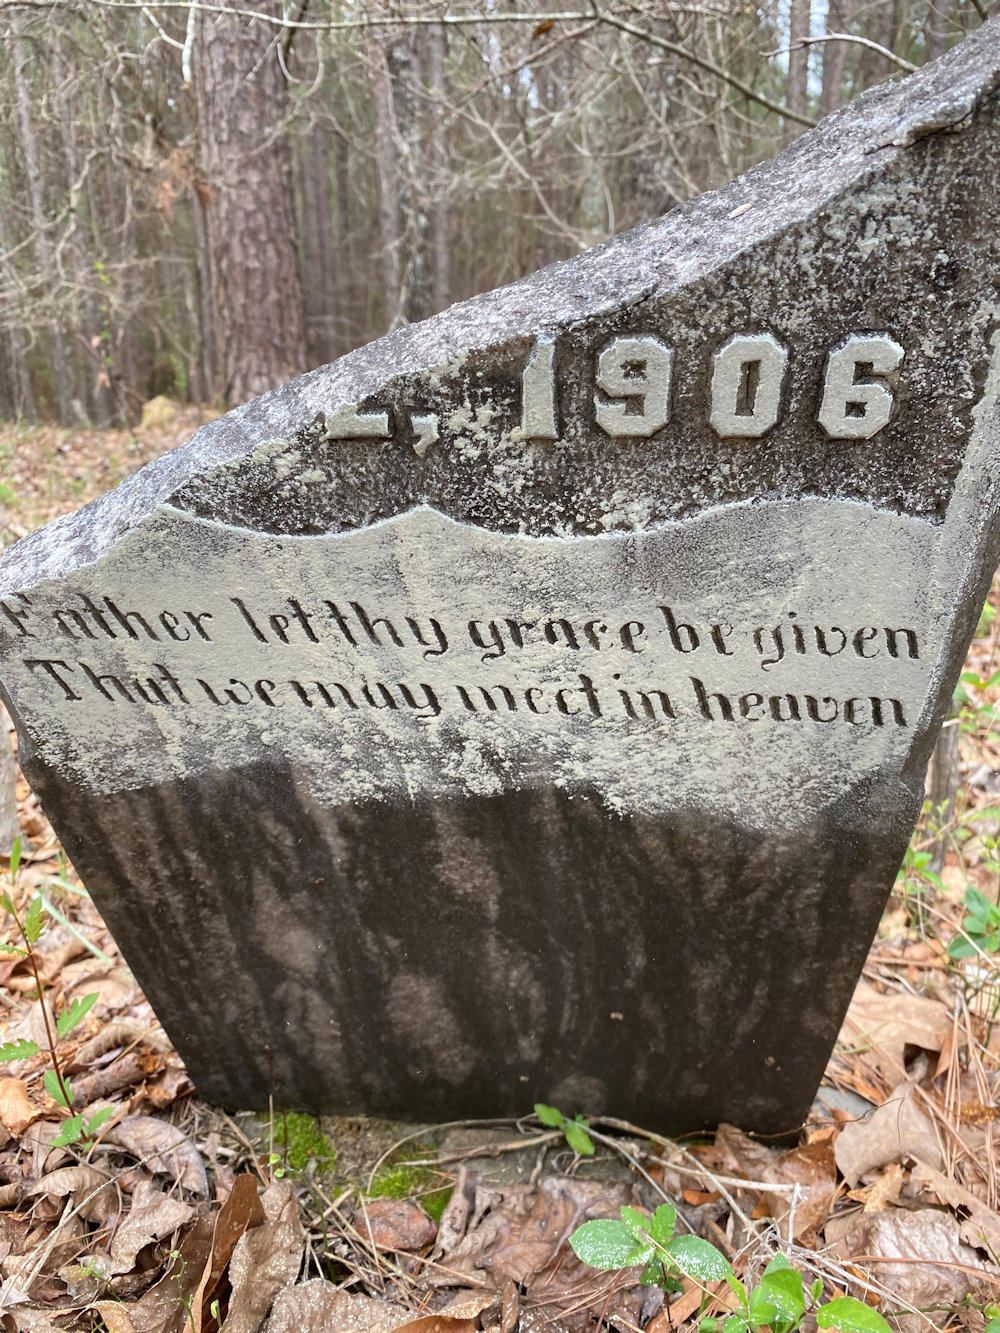 , 1906
Father let thy grace be given
That we may meet in heaven